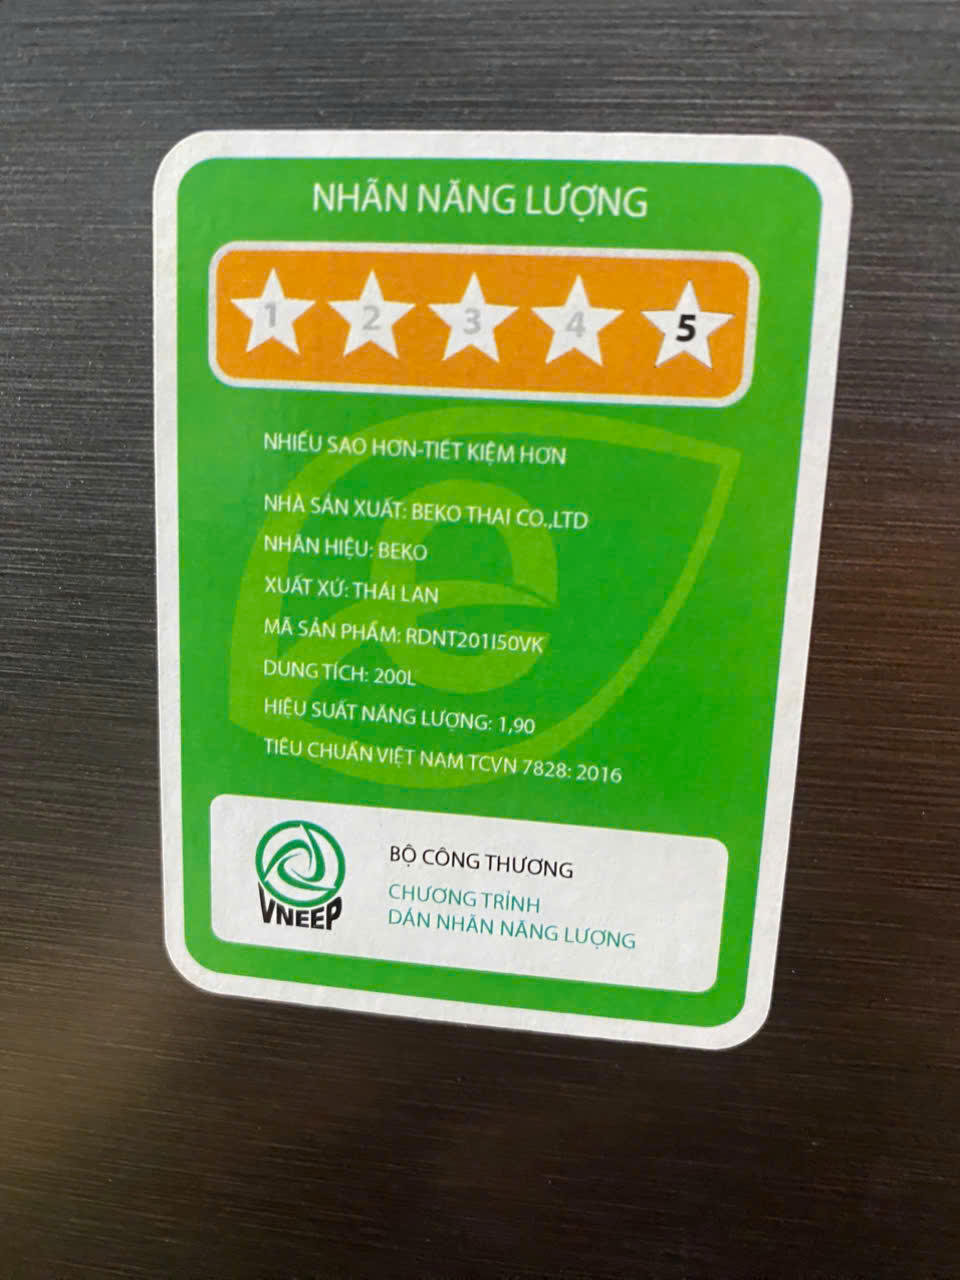 NHÃN NĂNG LƯỢNG
1 2 3 4 5
NHIỀU SAO HƠN-TIẾT KIỆM HƠN
NHÀ SẢN XUẤT: BEKO THAI CO.,LTD
NHÃN HIỆU: BEKO
XUẤT XỨ: THÁI LAN
MÃ SẢN PHẨM: RDNT201I50VK
DUNG TÍCH: 200L
HIỆU SUẤT NĂNG LƯỢNG: 1,90
TIÊU CHUẨN VIỆT NAM TCVN 7828: 2016
VNEEP
BỘ CÔNG THƯƠNG
CHƯƠNG TRÌNH
DÁN NHÃN NĂNG LƯỢNG